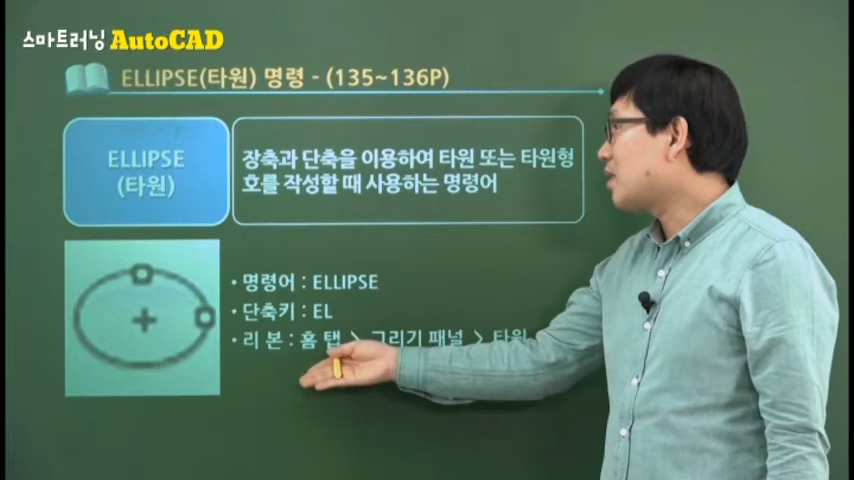 스마트러닝 AutoCAD
ELLIPSE(타원) 명령 - (135~136P)
ELLIPSE
(타원)
장축과 단축을 이용하여 타원 또는 타원형
호를 작성할 때 사용하는 명령어
• 명령어 : ELLIPSE
• 단축키 : EL
• 리 본 : 홈 탭 > 그리기 패널 > 타원